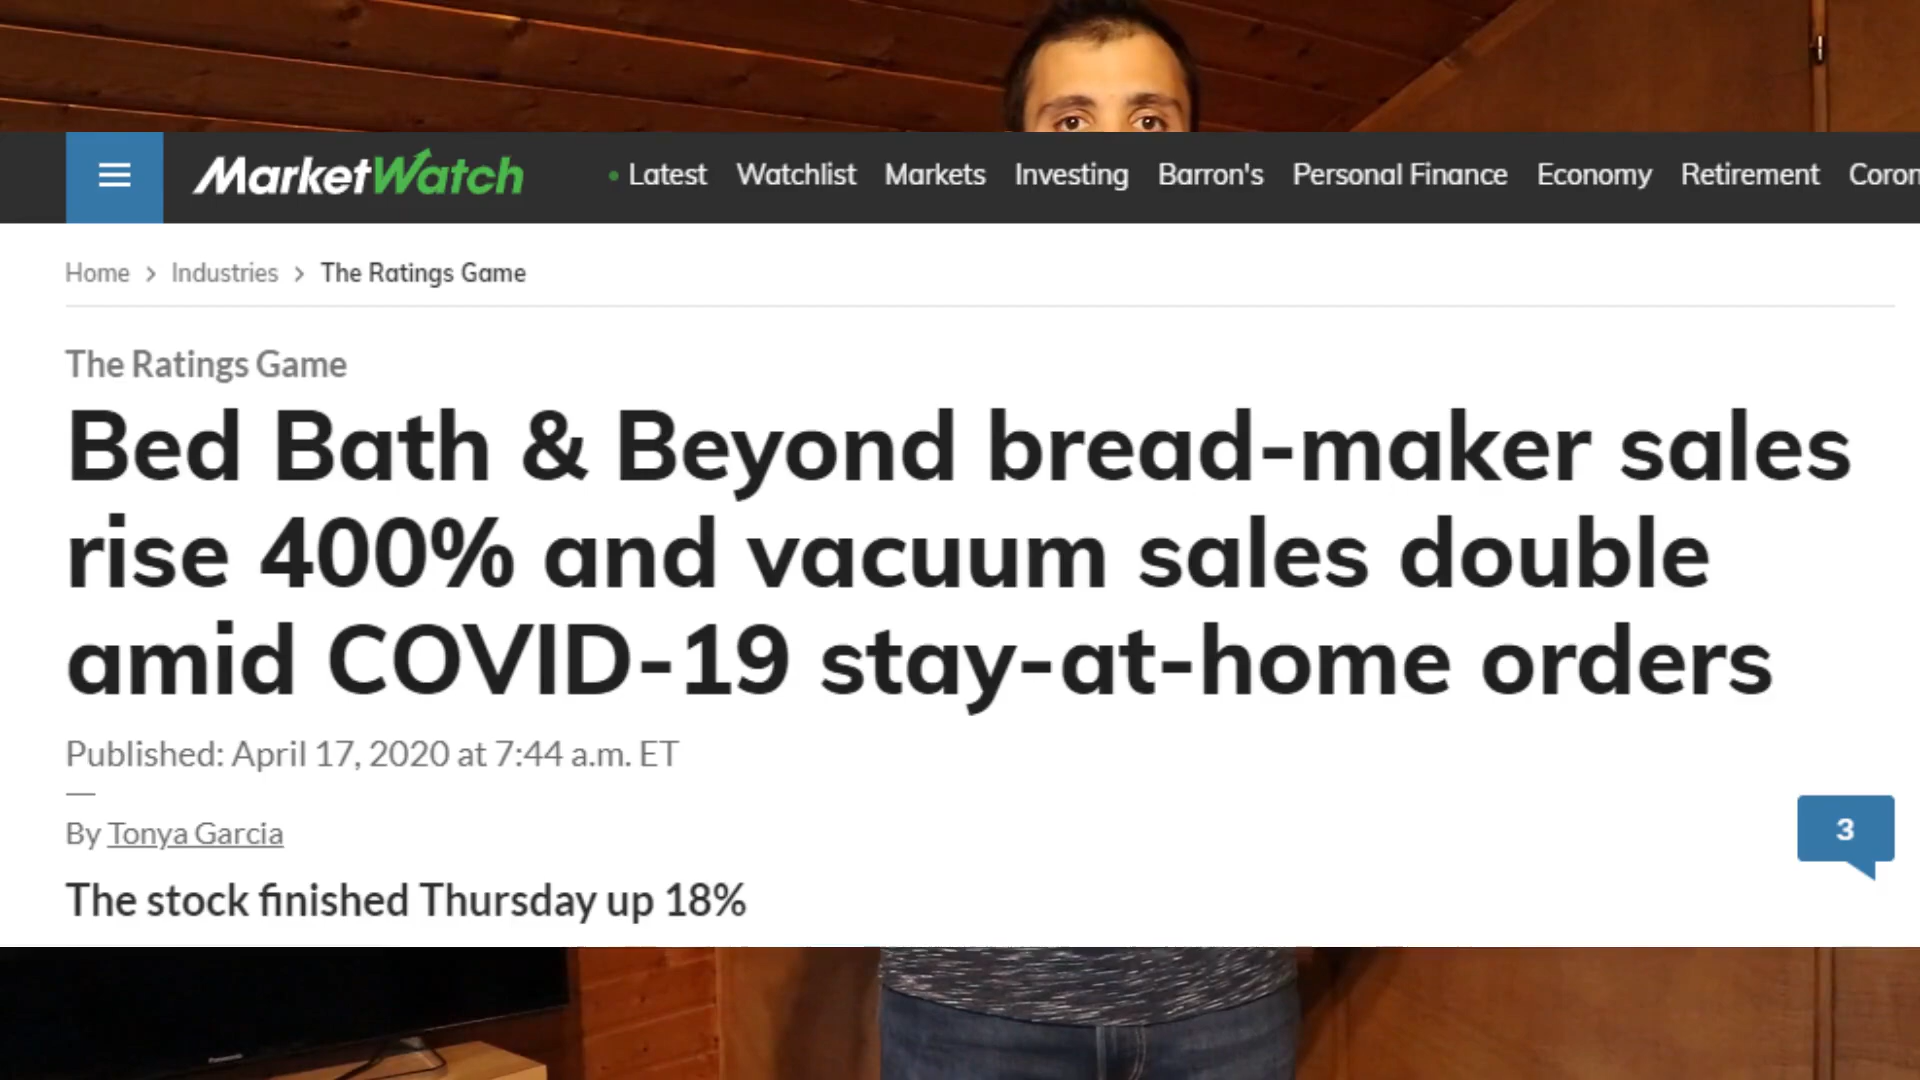 MarketWatch
• Latest Watchlist Markets Investing Barron's Personal Finance Economy Retirement Coron
Home > Industries > The Ratings Game
The Ratings Game
Bed Bath & Beyond bread-maker sales
rise 400% and vacuum sales double
amid COVID-19 stay-at-home orders
Published: April 17, 2020 at 7:44 a.m. ET
—
By Tonya Garcia
3
The stock finished Thursday up 18%
Panasonic